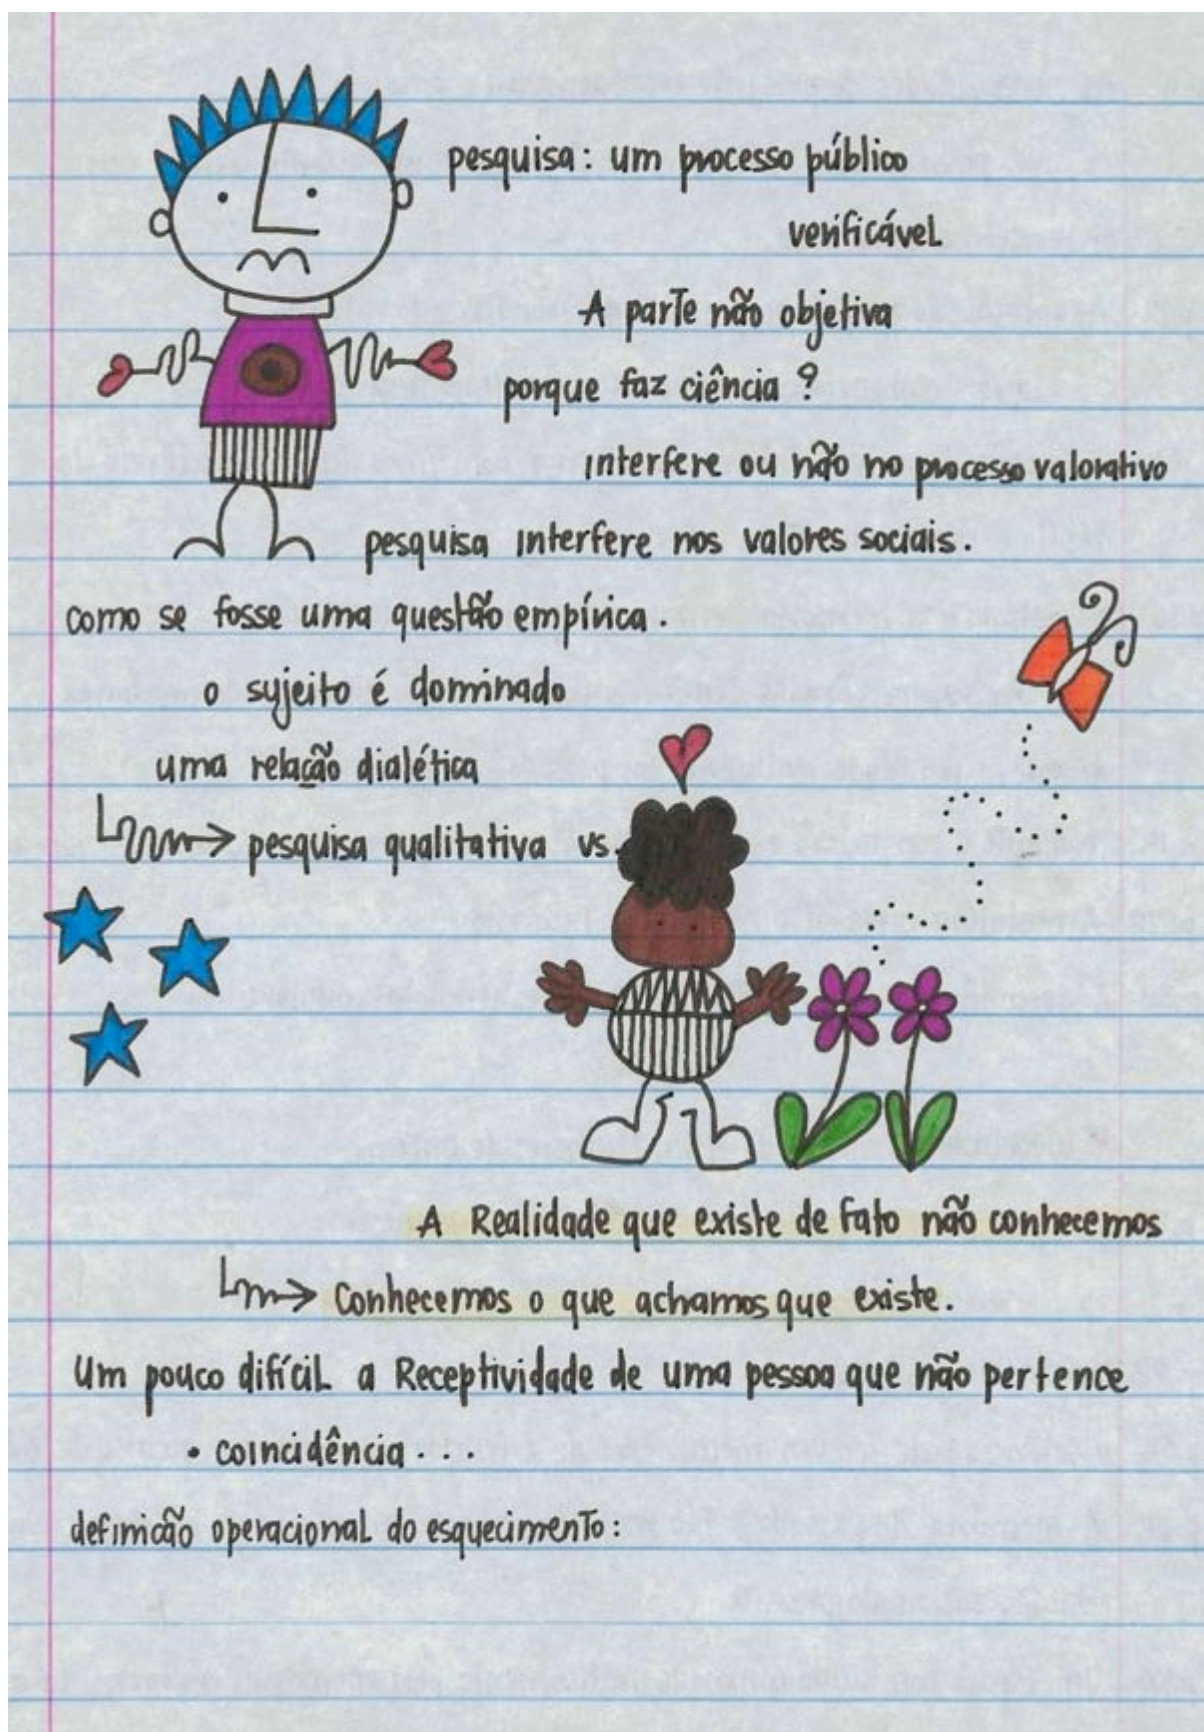 pesquisa: um processo público
verificável
A parte não objetiva
porque faz ciência?
interfere ou não no processo valorativo
pesquisa interfere nos valores sociais.
como se fosse uma questão empírica.
o sujeito é dominado
uma relação dialética
pesquisa qualitativa vs.
A Realidade que existe de fato não conhecemos
Conhecemos o que achamos que existe.
Um pouco difícil a Receptividade de uma pessoa que não pertence
• coincidência...
definicão operacional do esquecimento: